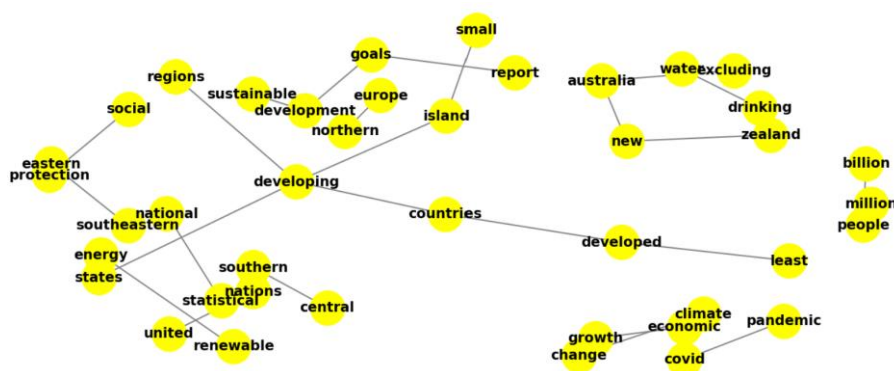 small
goals
regions
report
water
excluding
australia
sustainable
europe
development
social
drinking
island
northern
zealand
new
eastern
protection
billion
developing
million
national
countries
southeastern
people
developed
energy
southern
least
states
nations
statistical
central
climate
pandemic
economic
united
growth
renewable
change
covid